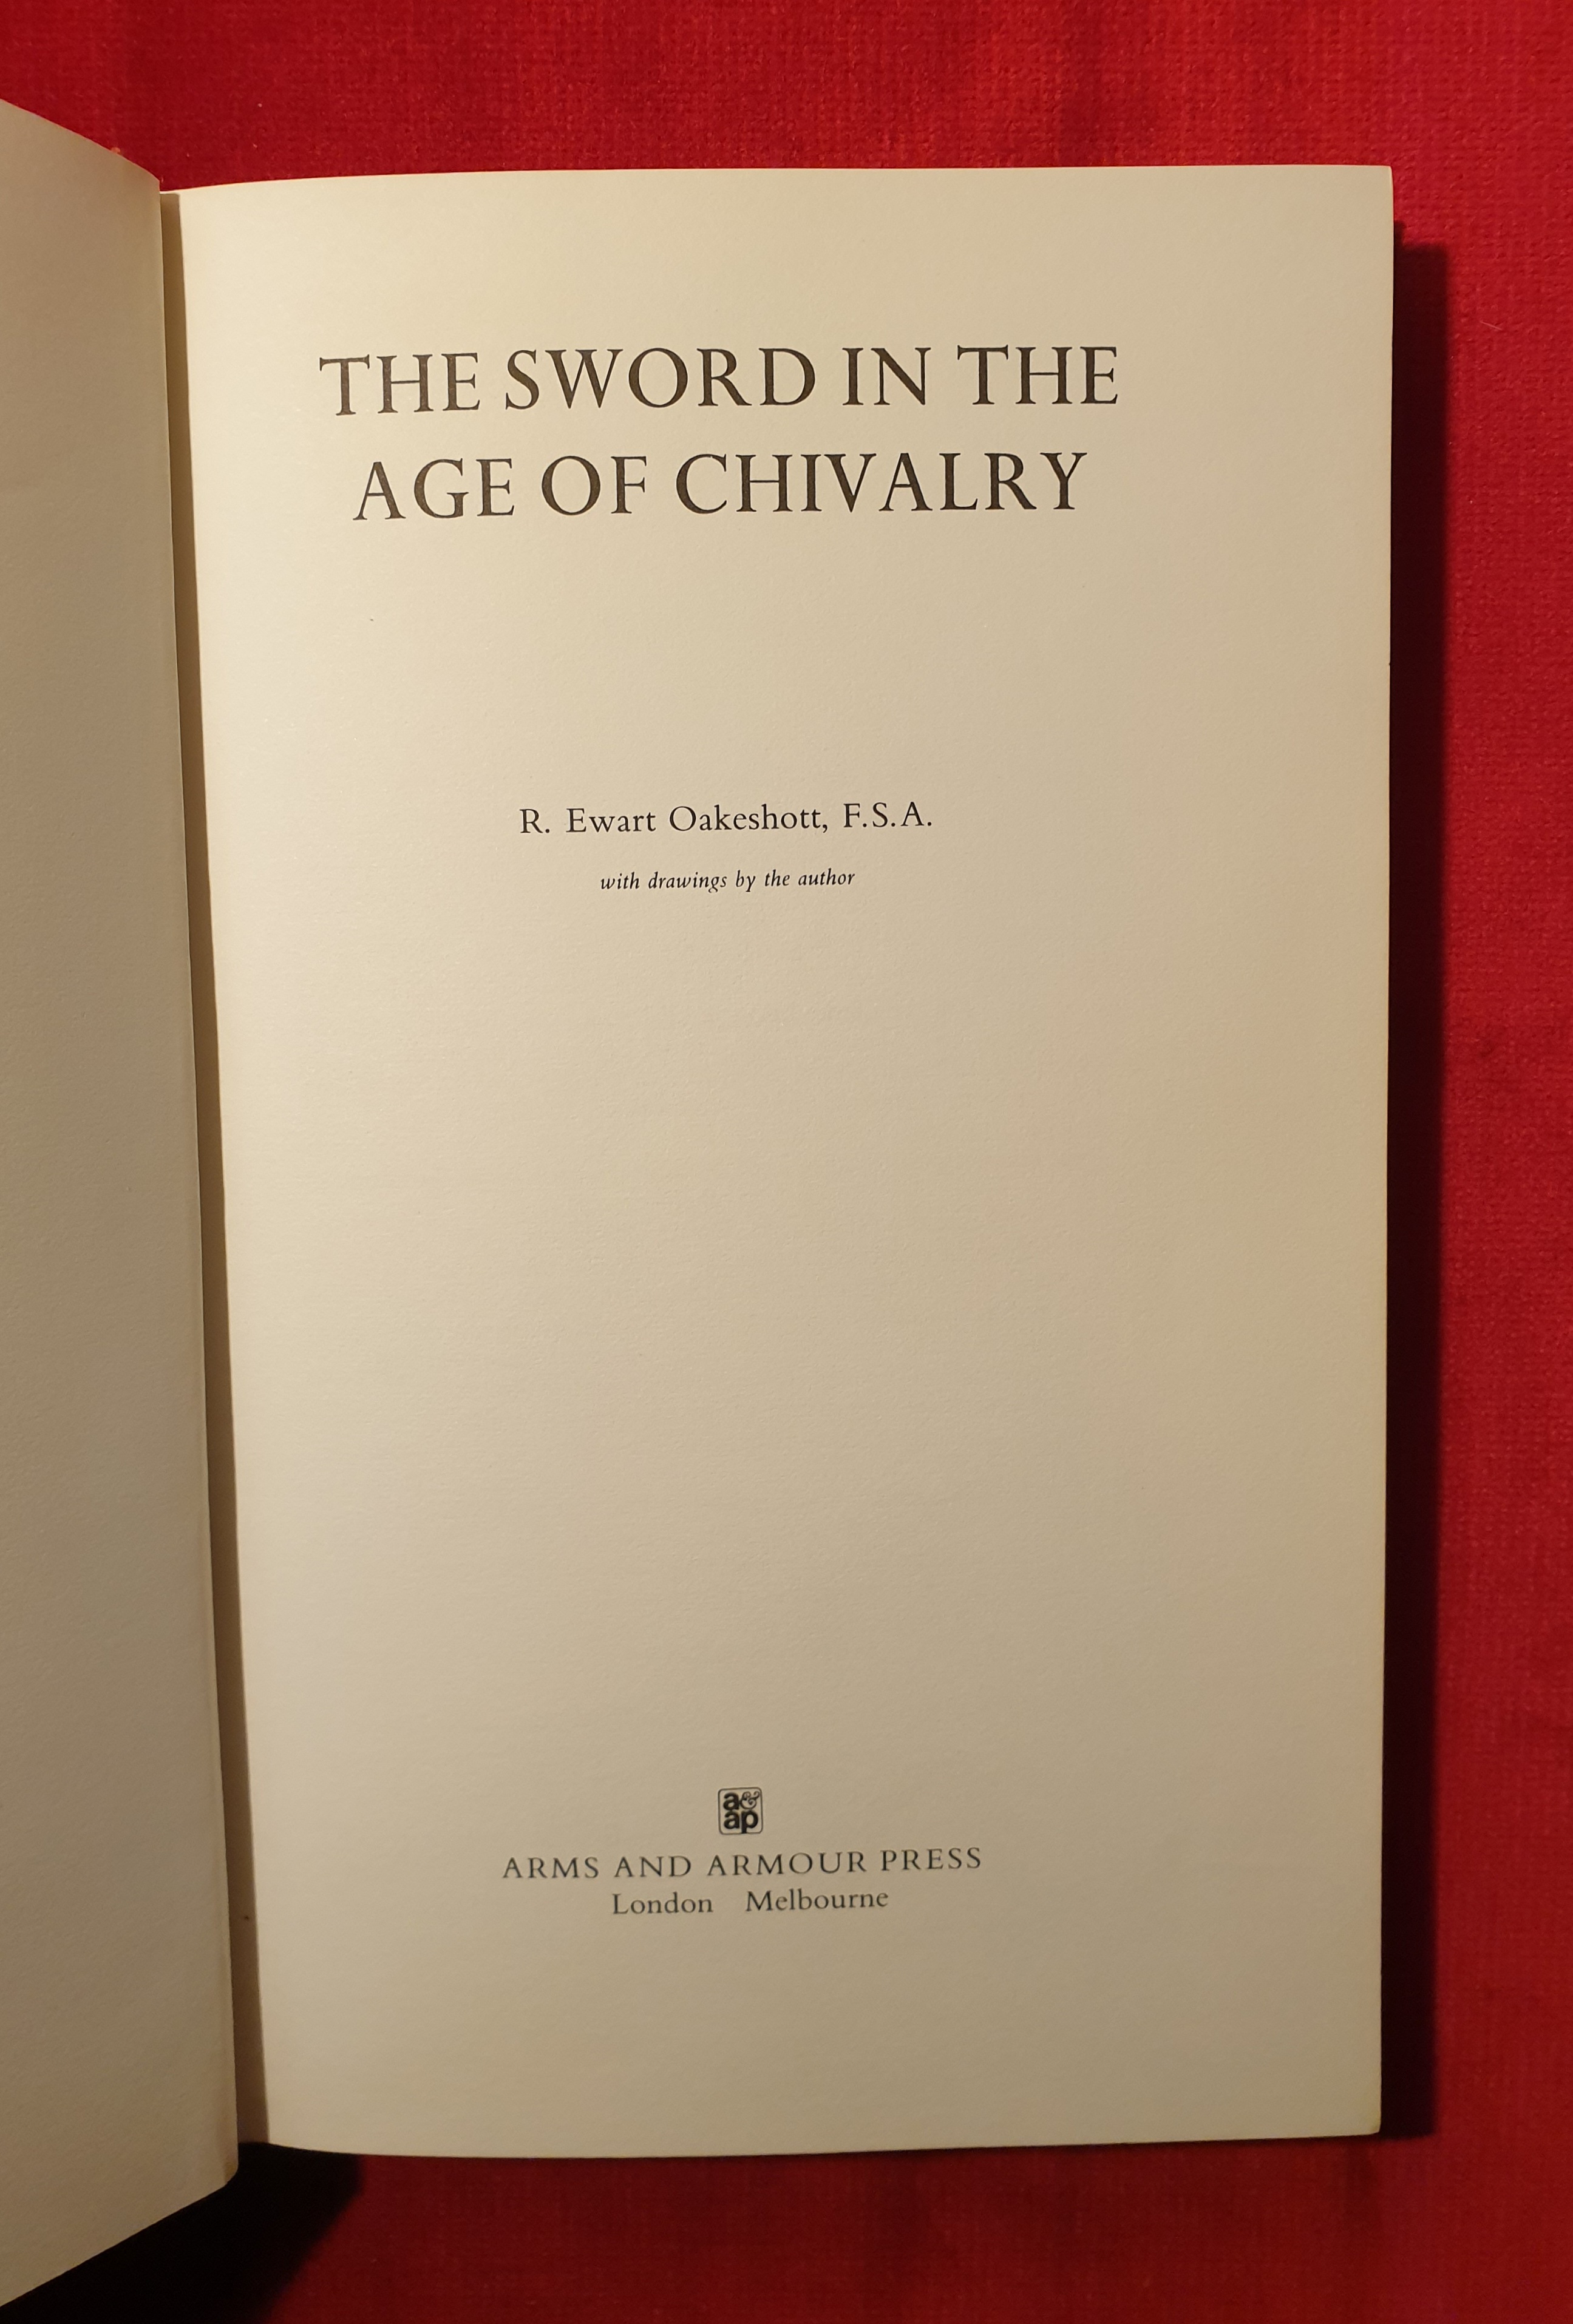 THE SWORD IN THE
AGE OF CHIVALRY
R. Ewart Oakeshott, F.S.A.
with drawings by the author
a&
ap
ARMS AND ARMOUR PRESS
London Melbourne